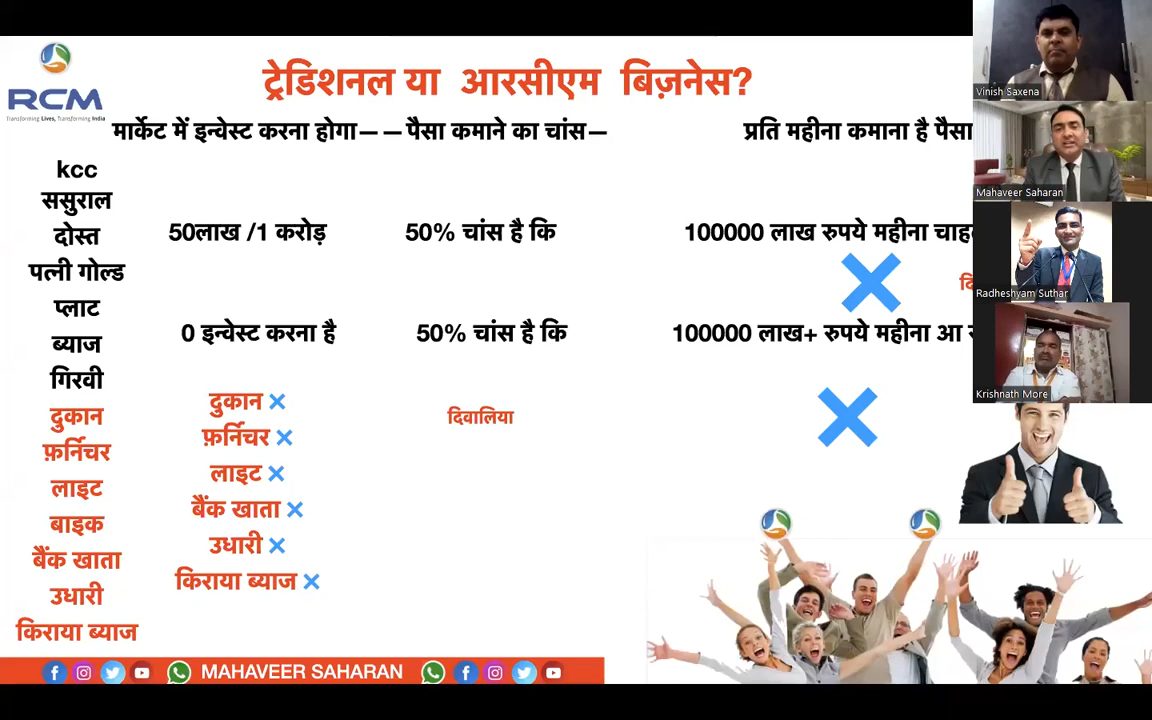 RCM
Transforming Lives, Transforming India
ट्रेडिशनल या आरसीएम बिज़नेस?
मार्केट में इन्वेस्ट करना होगा——पैसा कमाने का चांस—
प्रति महीना कमाना है पैसा
kcc
ससुराल
दोस्त
पत्नी गोल्ड
प्लाट
ब्याज
गिरवी
दुकान
फ़र्निचर
लाइट
बाइक
बैंक खाता
उधारी
किराया ब्याज
50लाख /1 करोड़
50% चांस है कि
100000 लाख रुपये महीना
0 इन्वेस्ट करना है
50% चांस है कि
100000 लाख+ रुपये महीना आ
दुकान ×
फ़र्निचर ×
लाइट ×
बैंक खाता ×
उधारी ×
किराया ब्याज ×
दिवालिया
Vinish Saxena
Mahaveer Saharan
Radheshyam Suthar
Krishnath More
MAHAVEER SAHARAN